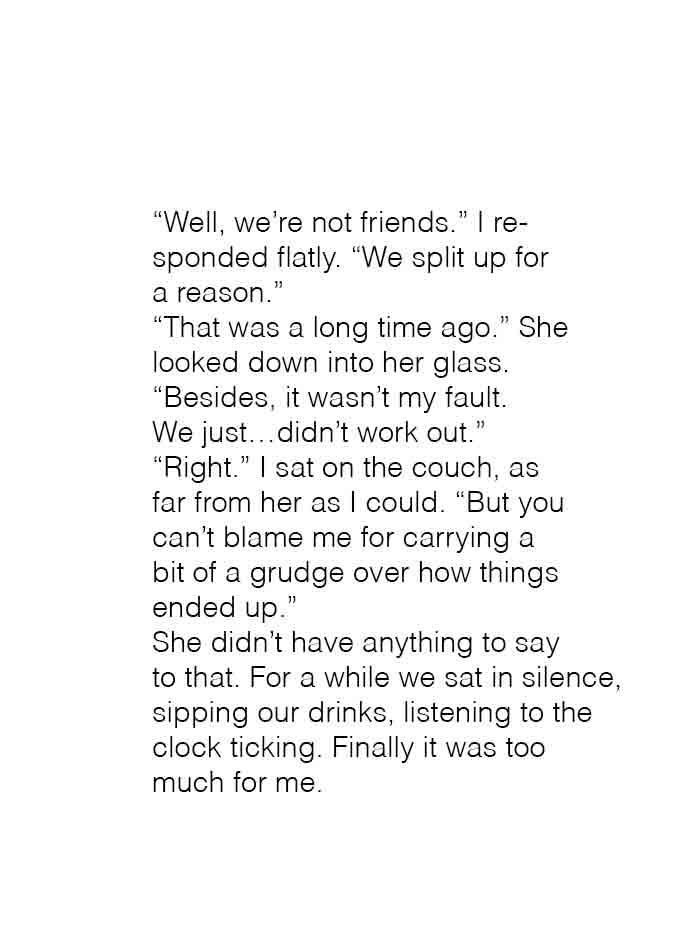 “Well, we’re not friends.” I re-
sponded flatly. “We split up for
a reason.”
“That was a long time ago.” She
looked down into her glass.
“Besides, it wasn’t my fault.
We just…didn’t work out.”
“Right.” I sat on the couch, as
far from her as I could. “But you
can’t blame me for carrying a
bit of a grudge over how things
ended up.”
She didn’t have anything to say
to that. For a while we sat in silence,
sipping our drinks, listening to the
clock ticking. Finally it was too
much for me.